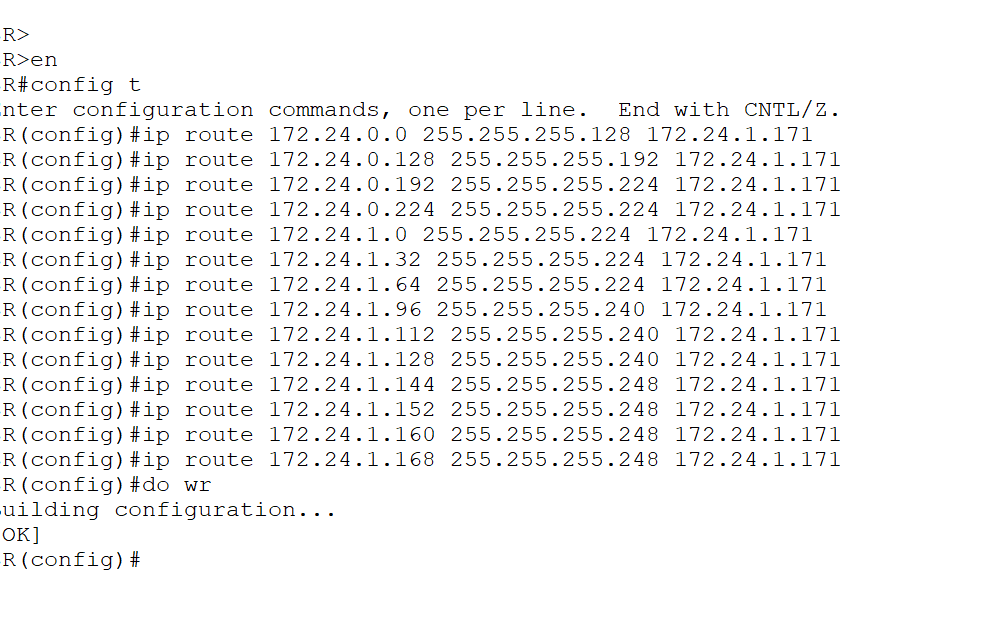 R>
R>en
R#config t
nter configuration commands, one per line.  End with CNTL/Z.
R(config)#ip route 172.24.0.0 255.255.255.128 172.24.1.171
R(config)#ip route 172.24.0.128 255.255.255.192 172.24.1.171
R(config)#ip route 172.24.0.192 255.255.255.224 172.24.1.171
R(config)#ip route 172.24.0.224 255.255.255.224 172.24.1.171
R(config)#ip route 172.24.1.0 255.255.255.224 172.24.1.171
R(config)#ip route 172.24.1.32 255.255.255.224 172.24.1.171
R(config)#ip route 172.24.1.64 255.255.255.224 172.24.1.171
R(config)#ip route 172.24.1.96 255.255.255.240 172.24.1.171
R(config)#ip route 172.24.1.112 255.255.255.240 172.24.1.171
R(config)#ip route 172.24.1.128 255.255.255.240 172.24.1.171
R(config)#ip route 172.24.1.144 255.255.255.248 172.24.1.171
R(config)#ip route 172.24.1.152 255.255.255.248 172.24.1.171
R(config)#ip route 172.24.1.160 255.255.255.248 172.24.1.171
R(config)#ip route 172.24.1.168 255.255.255.248 172.24.1.171
R(config)#do wr
uilding configuration...
OK]
R(config)#